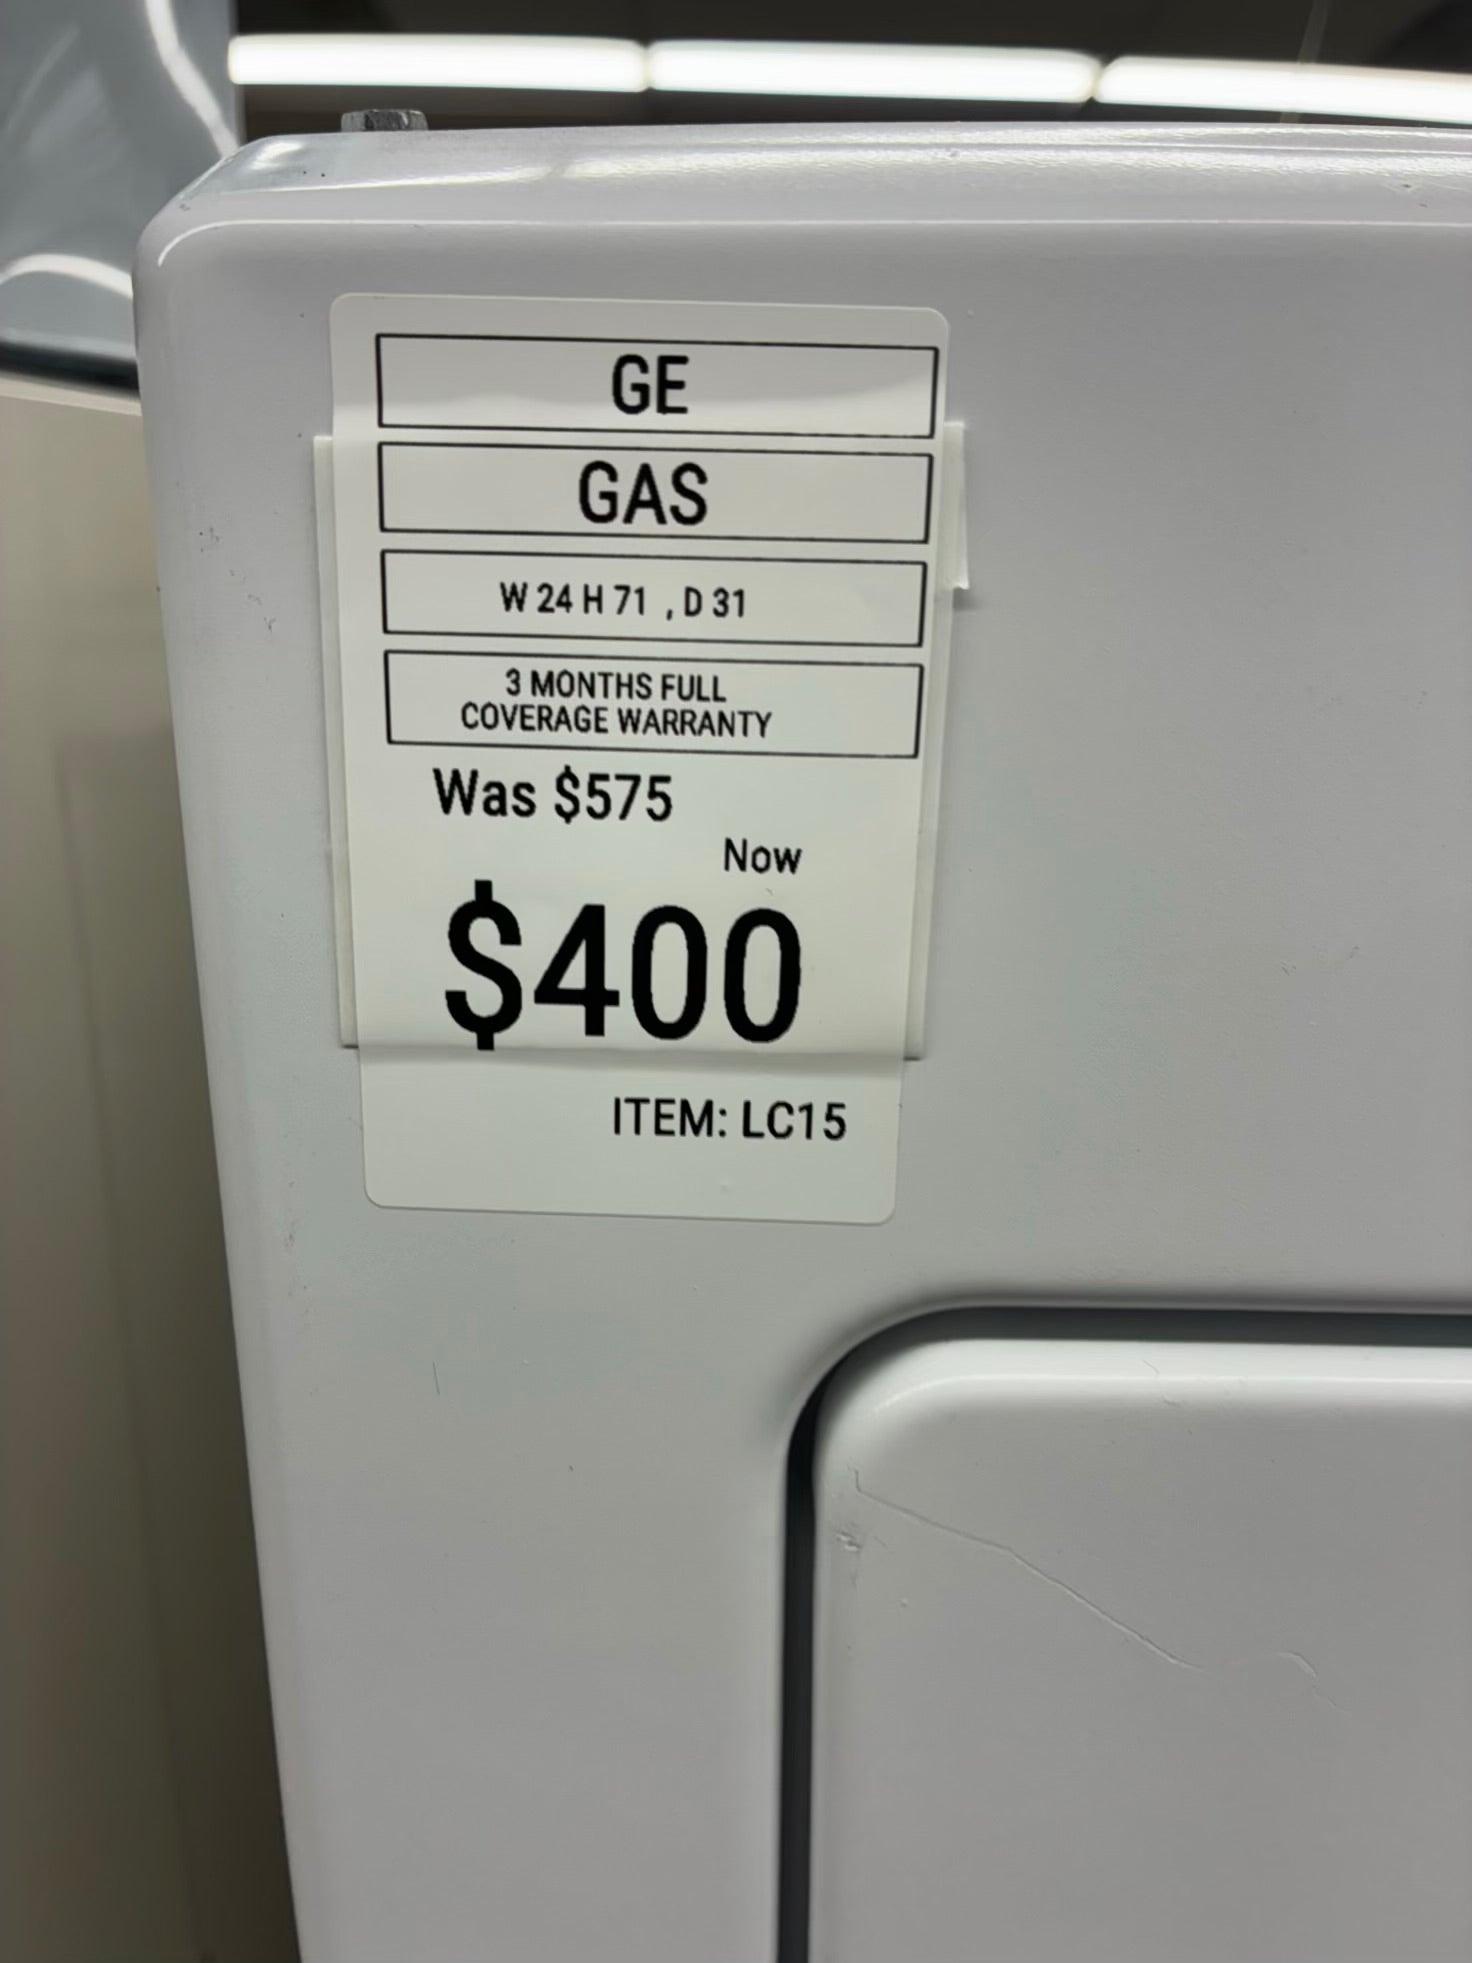 GE
GAS
W 24 H 71 , D 31
3 MONTHS FULL
COVERAGE WARRANTY
Was $575
Now
$400
ITEM: LC15